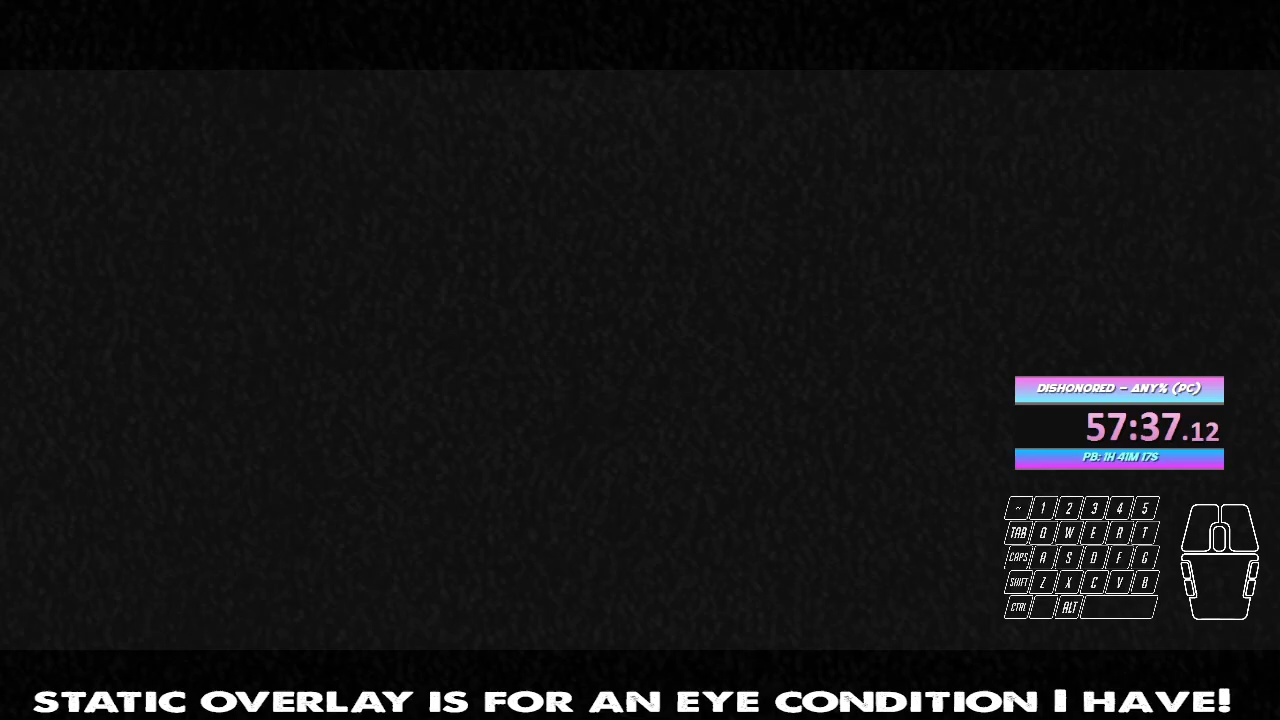 DISHONORED - ANY% (PC)
57:37.12
PB: 1H 41M 17S
~ 1 2 3 4 5
TAB Q W E R T
CAPS A S D F G
SHIFT Z X C V B
CTRL ALT
STATIC OVERLAY IS FOR AN EYE CONDITION I HAVE!